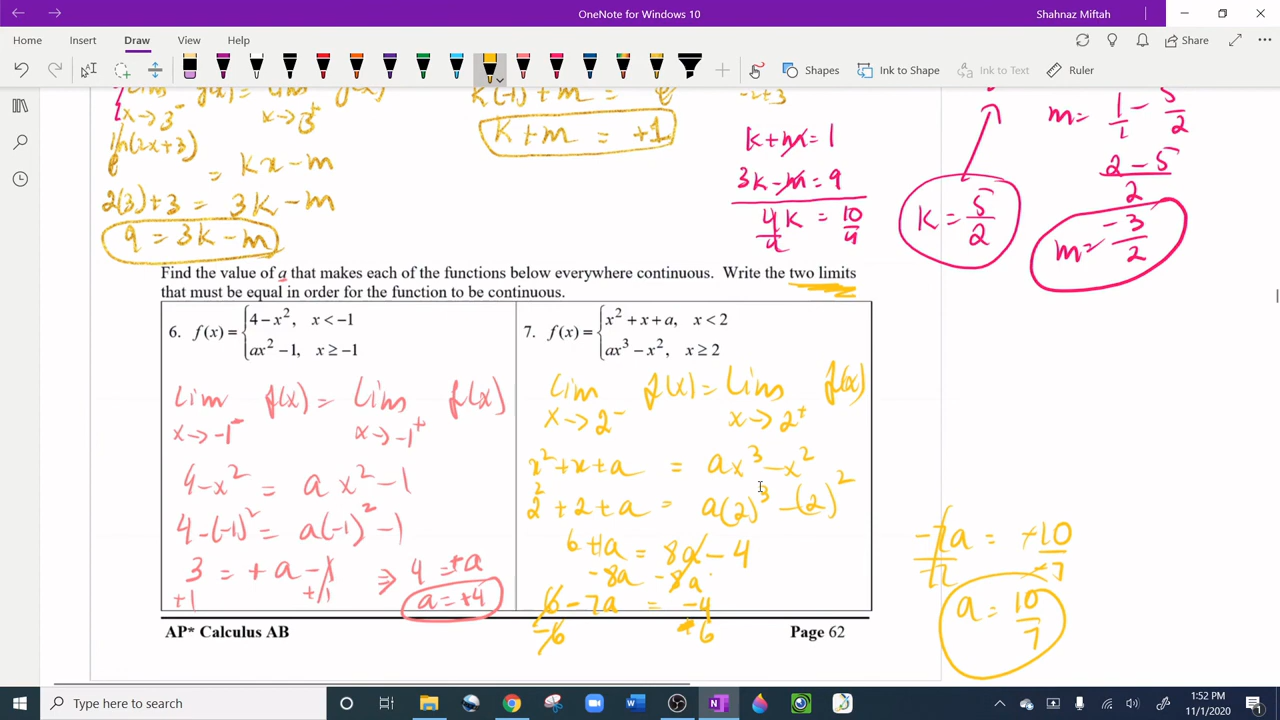 OneNote for Windows 10
Shahnaz Miftah
Home Insert Draw View Help
Shapes
Ink to Shape
Ink to Text
Ruler
Share
x→3⁻ x→3⁺
= kx - m
2(3)+3 = 3k - m
9 = 3k - m
k + m = +1
k + m = 1
3k - m = 9
4k = 10
k = 5/2
m = 1/1 - 5/2
2 - 5
2
m = -3/2
Find the value of a that makes each of the functions below everywhere continuous. Write the two limits
that must be equal in order for the function to be continuous.
6. f(x) = { 4 - x², x < -1
ax² - 1, x ≥ -1
lim f(x) = lim f(x)
x→-1⁻ x→-1⁺
4 - x² = ax² - 1
4 - (-1)² = a(-1)² - 1
3 = +a - 1 ⇒ 4 = +a
+1 +1 a = +4
7. f(x) = { x² + x + a, x < 2
ax³ - x², x ≥ 2
lim f(x) = lim f(x)
x→2⁻ x→2⁺
x² + x + a = ax³ - x²
2² + 2 + a = a(2)³ - (2)²
6 + a = 8a - 4
-8a -8a
6 - 7a = -4
-6 -6
-7a = -10
-7 -7
a = 10/7
AP* Calculus AB Page 62
Type here to search
1:52 PM
11/1/2020